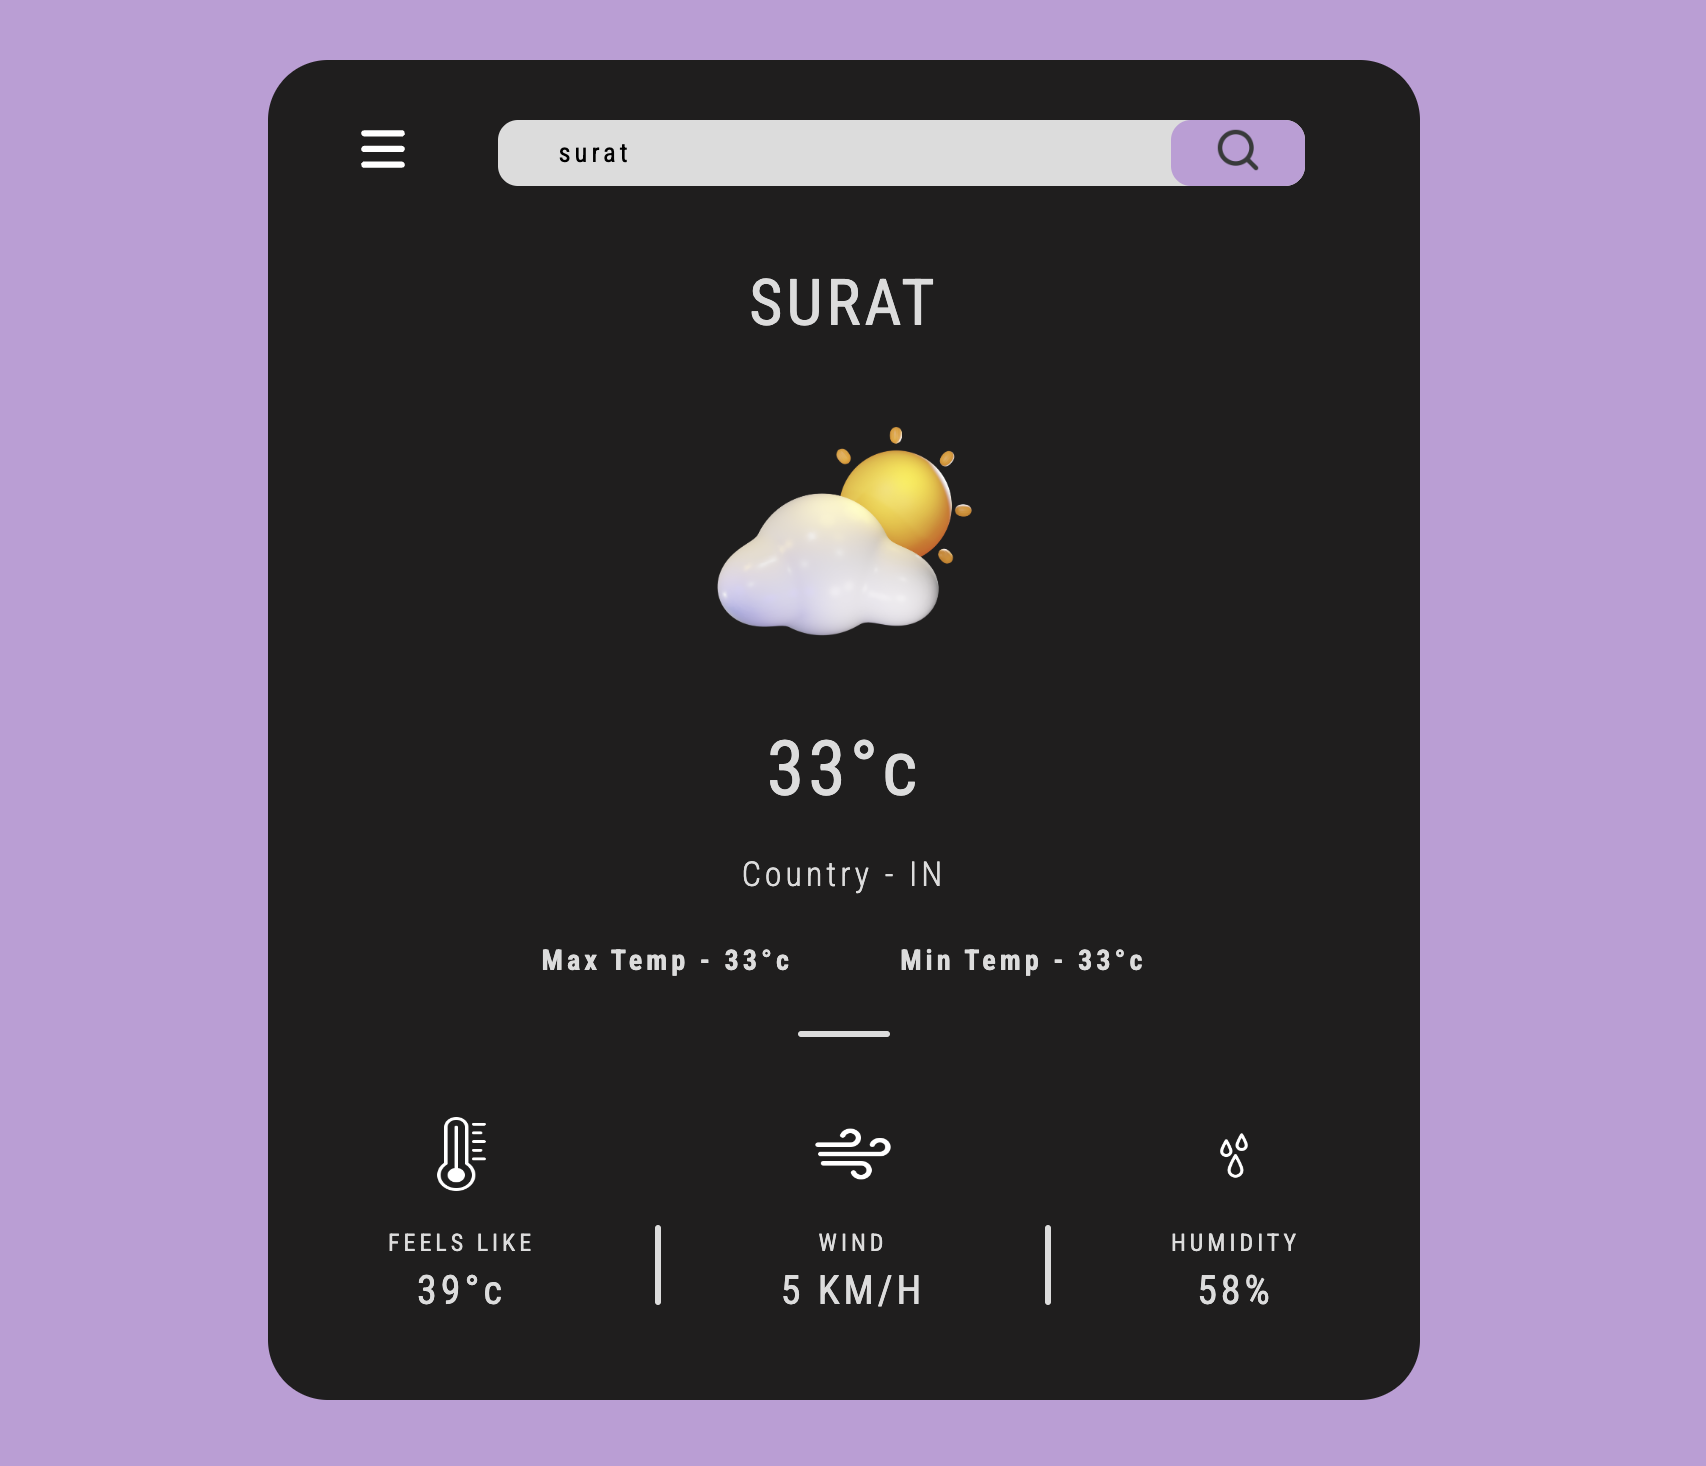 surat
SURAT
33°c
Country - IN
Max Temp - 33°c
Min Temp - 33°c
FEELS LIKE
39°c
WIND
5 KM/H
HUMIDITY
58%